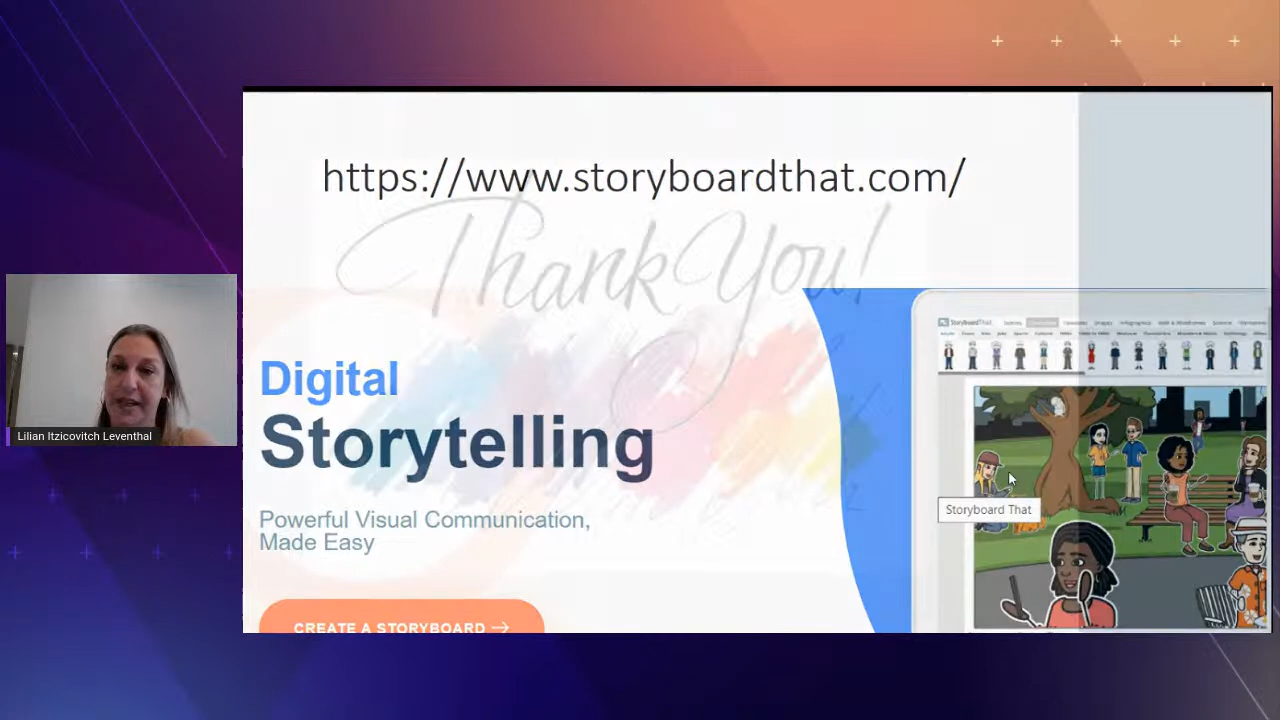 https://www.storyboardthat.com/
Thank You!
StoryboardThat
Digital
Storytelling
Powerful Visual Communication,
Made Easy
Storyboard That
CREATE A STORYBOARD →
Lilian Itzicovitch Leventhal